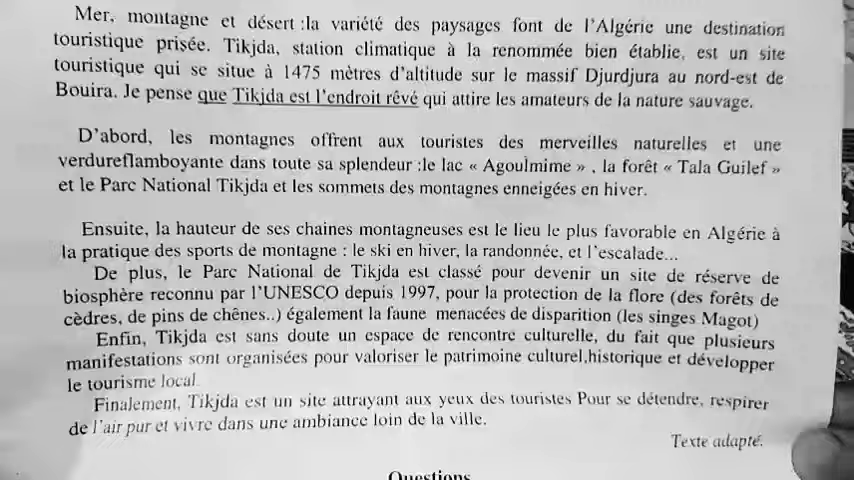 Mer, montagne et désert :la variété des paysages font de l'Algérie une destination
touristique prisée. Tikjda, station climatique à la renommée bien établie, est un site
touristique qui se situe à 1475 mètres d'altitude sur le massif Djurdjura au nord-est de
Bouira. Je pense que Tikjda est l'endroit rêvé qui attire les amateurs de la nature sauvage.
D'abord, les montagnes offrent aux touristes des merveilles naturelles et une
verdureflamboyante dans toute sa splendeur :le lac « Agoulmime » , la forêt « Tala Guilef »
et le Parc National Tikjda et les sommets des montagnes enneigées en hiver.
Ensuite, la hauteur de ses chaines montagneuses est le lieu le plus favorable en Algérie à
la pratique des sports de montagne : le ski en hiver, la randonnée, et l'escalade...
De plus, le Parc National de Tikjda est classé pour devenir un site de réserve de
biosphère reconnu par l'UNESCO depuis 1997, pour la protection de la flore (des forêts de
cèdres, de pins de chênes..) également la faune menacées de disparition (les singes Magot)
Enfin, Tikjda est sans doute un espace de rencontre culturelle, du fait que plusieurs
manifestations sont organisées pour valoriser le patrimoine culturel,historique et développer
le tourisme local.
Finalement, Tikjda est un site attrayant aux yeux des touristes Pour se détendre, respirer
de l'air pur et vivre dans une ambiance loin de la ville.
Texte adapté.
Questions